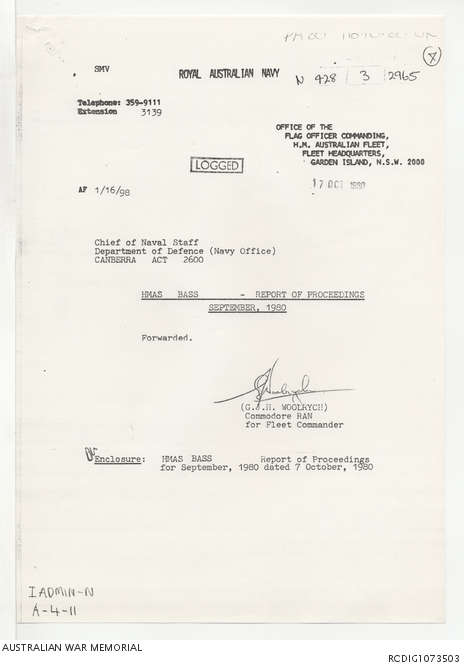 SMV
ROYAL AUSTRALIAN NAVY
N 428 | 3 | 2965
(8)
Telephone: 359-9111
Extension 3139
OFFICE OF THE
FLAG OFFICER COMMANDING,
H.M. AUSTRALIAN FLEET,
FLEET HEADQUARTERS,
GARDEN ISLAND, N.S.W. 2000
LOGGED
17 OCT 1980
AF 1/16/98
Chief of Naval Staff
Department of Defence (Navy Office)
CANBERRA ACT 2600
HMAS BASS - REPORT OF PROCEEDINGS
SEPTEMBER, 1980
Forwarded.
(G.J.H. WOOLRYCH)
Commodore RAN
for Fleet Commander
Enclosure: HMAS BASS Report of Proceedings
for September, 1980 dated 7 October, 1980
IADMIN-N
A-4-11
AUSTRALIAN WAR MEMORIAL
RCDIG1073503